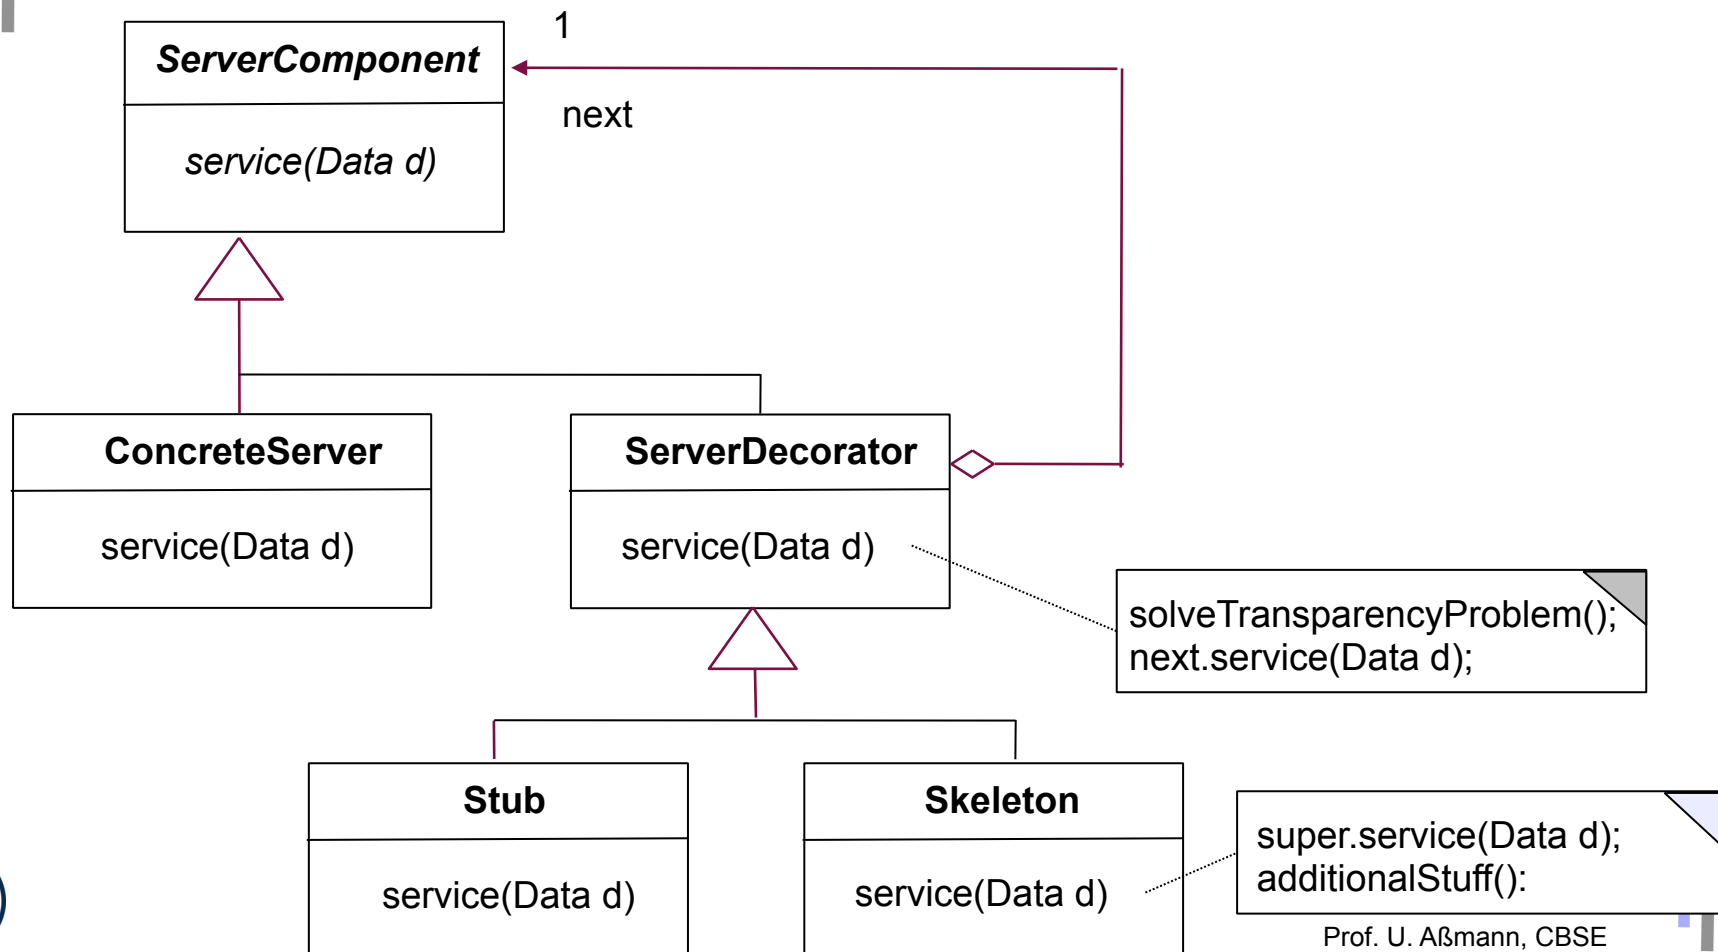 1
ServerComponent
next
service(Data d)
ConcreteServer
ServerDecorator
service(Data d)
service(Data d)
solveTransparencyProblem();
next.service(Data d);
Stub
Skeleton
super.service(Data d);
additionalStuff():
service(Data d)
service(Data d)
Prof. U. Aßmann, CBSE